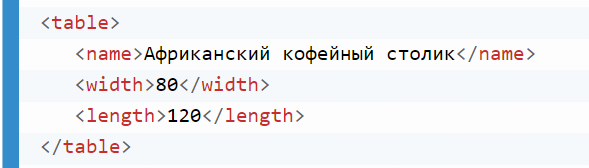 <table>
<name>Африканский кофейный столик</name>
<width>80</width>
<length>120</length>
</table>